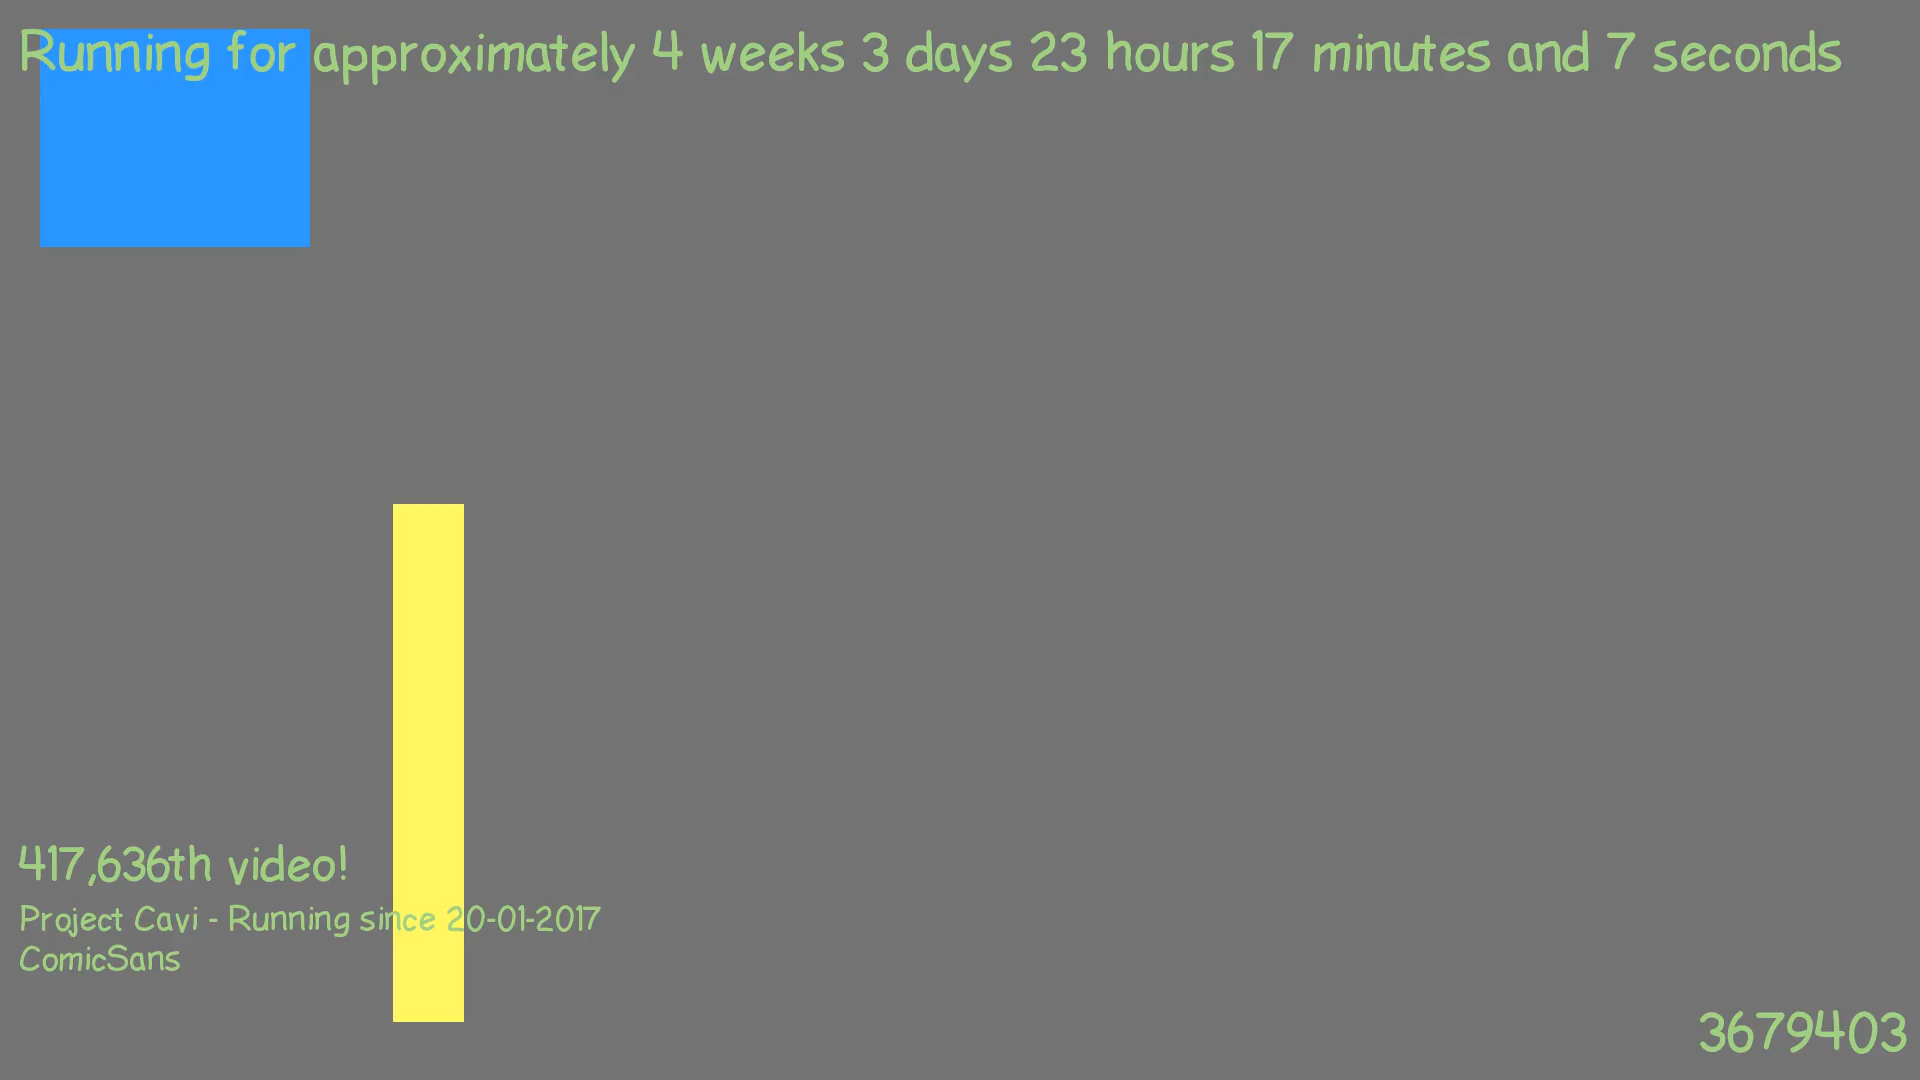 Running for approximately 4 weeks 3 days 23 hours 17 minutes and 7 seconds
417,636th video!
Project Cavi - Running since 20-01-2017
ComicSans
3679403